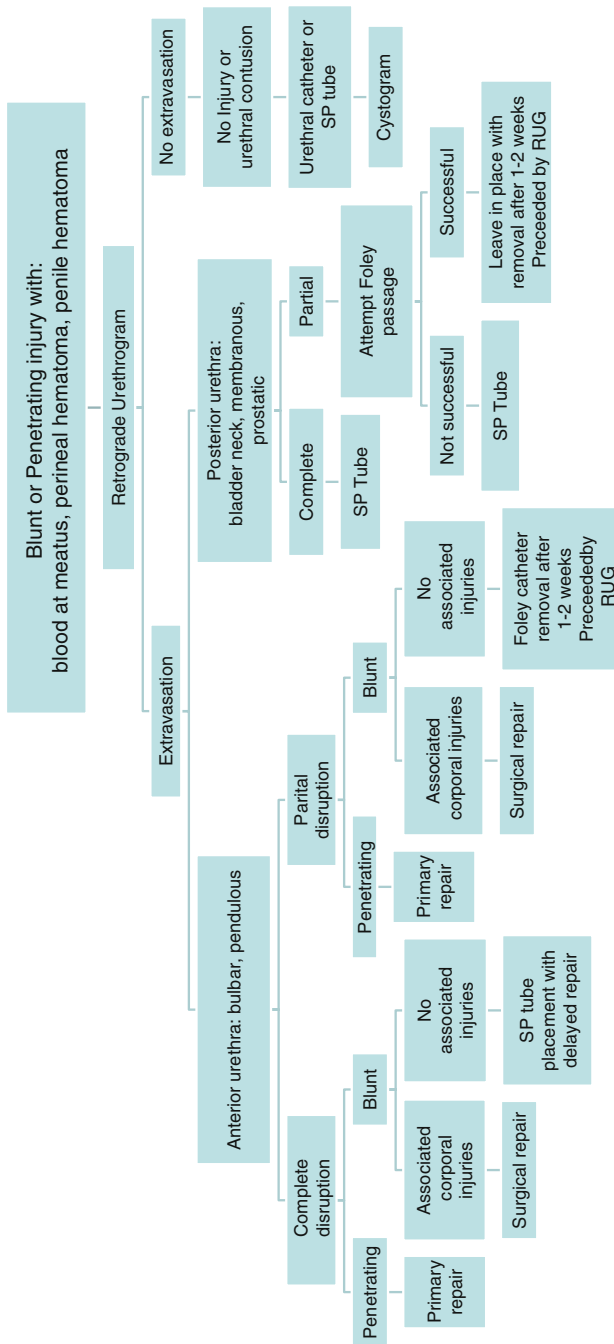 Blunt or Penetrating injury with:
blood at meatus, perineal hematoma, penile hematoma
Retrograde Urethrogram
Extravasation
No extravasation
Anterior urethra: bulbar, pendulous
Posterior urethra:
bladder neck, membranous,
prostatic
No Injury or
urethral contusion
Complete
disruption
Parital
disruption
Complete
Partial
Urethral catheter or
SP tube
Penetrating
Blunt
Penetrating
Blunt
SP Tube
Attempt Foley
passage
Cystogram
Primary
repair
Associated
corporal
injuries
No
associated
injuries
Primary
repair
Associated
corporal injuries
No
associated
injuries
Not successful
Successful
Surgical repair
SP tube
placement with
delayed repair
Surgical repair
Foley catheter
removal after
1-2 weeks
Preceededby
RUG
SP Tube
Leave in place with
removal after 1-2 weeks
Preceeded by RUG